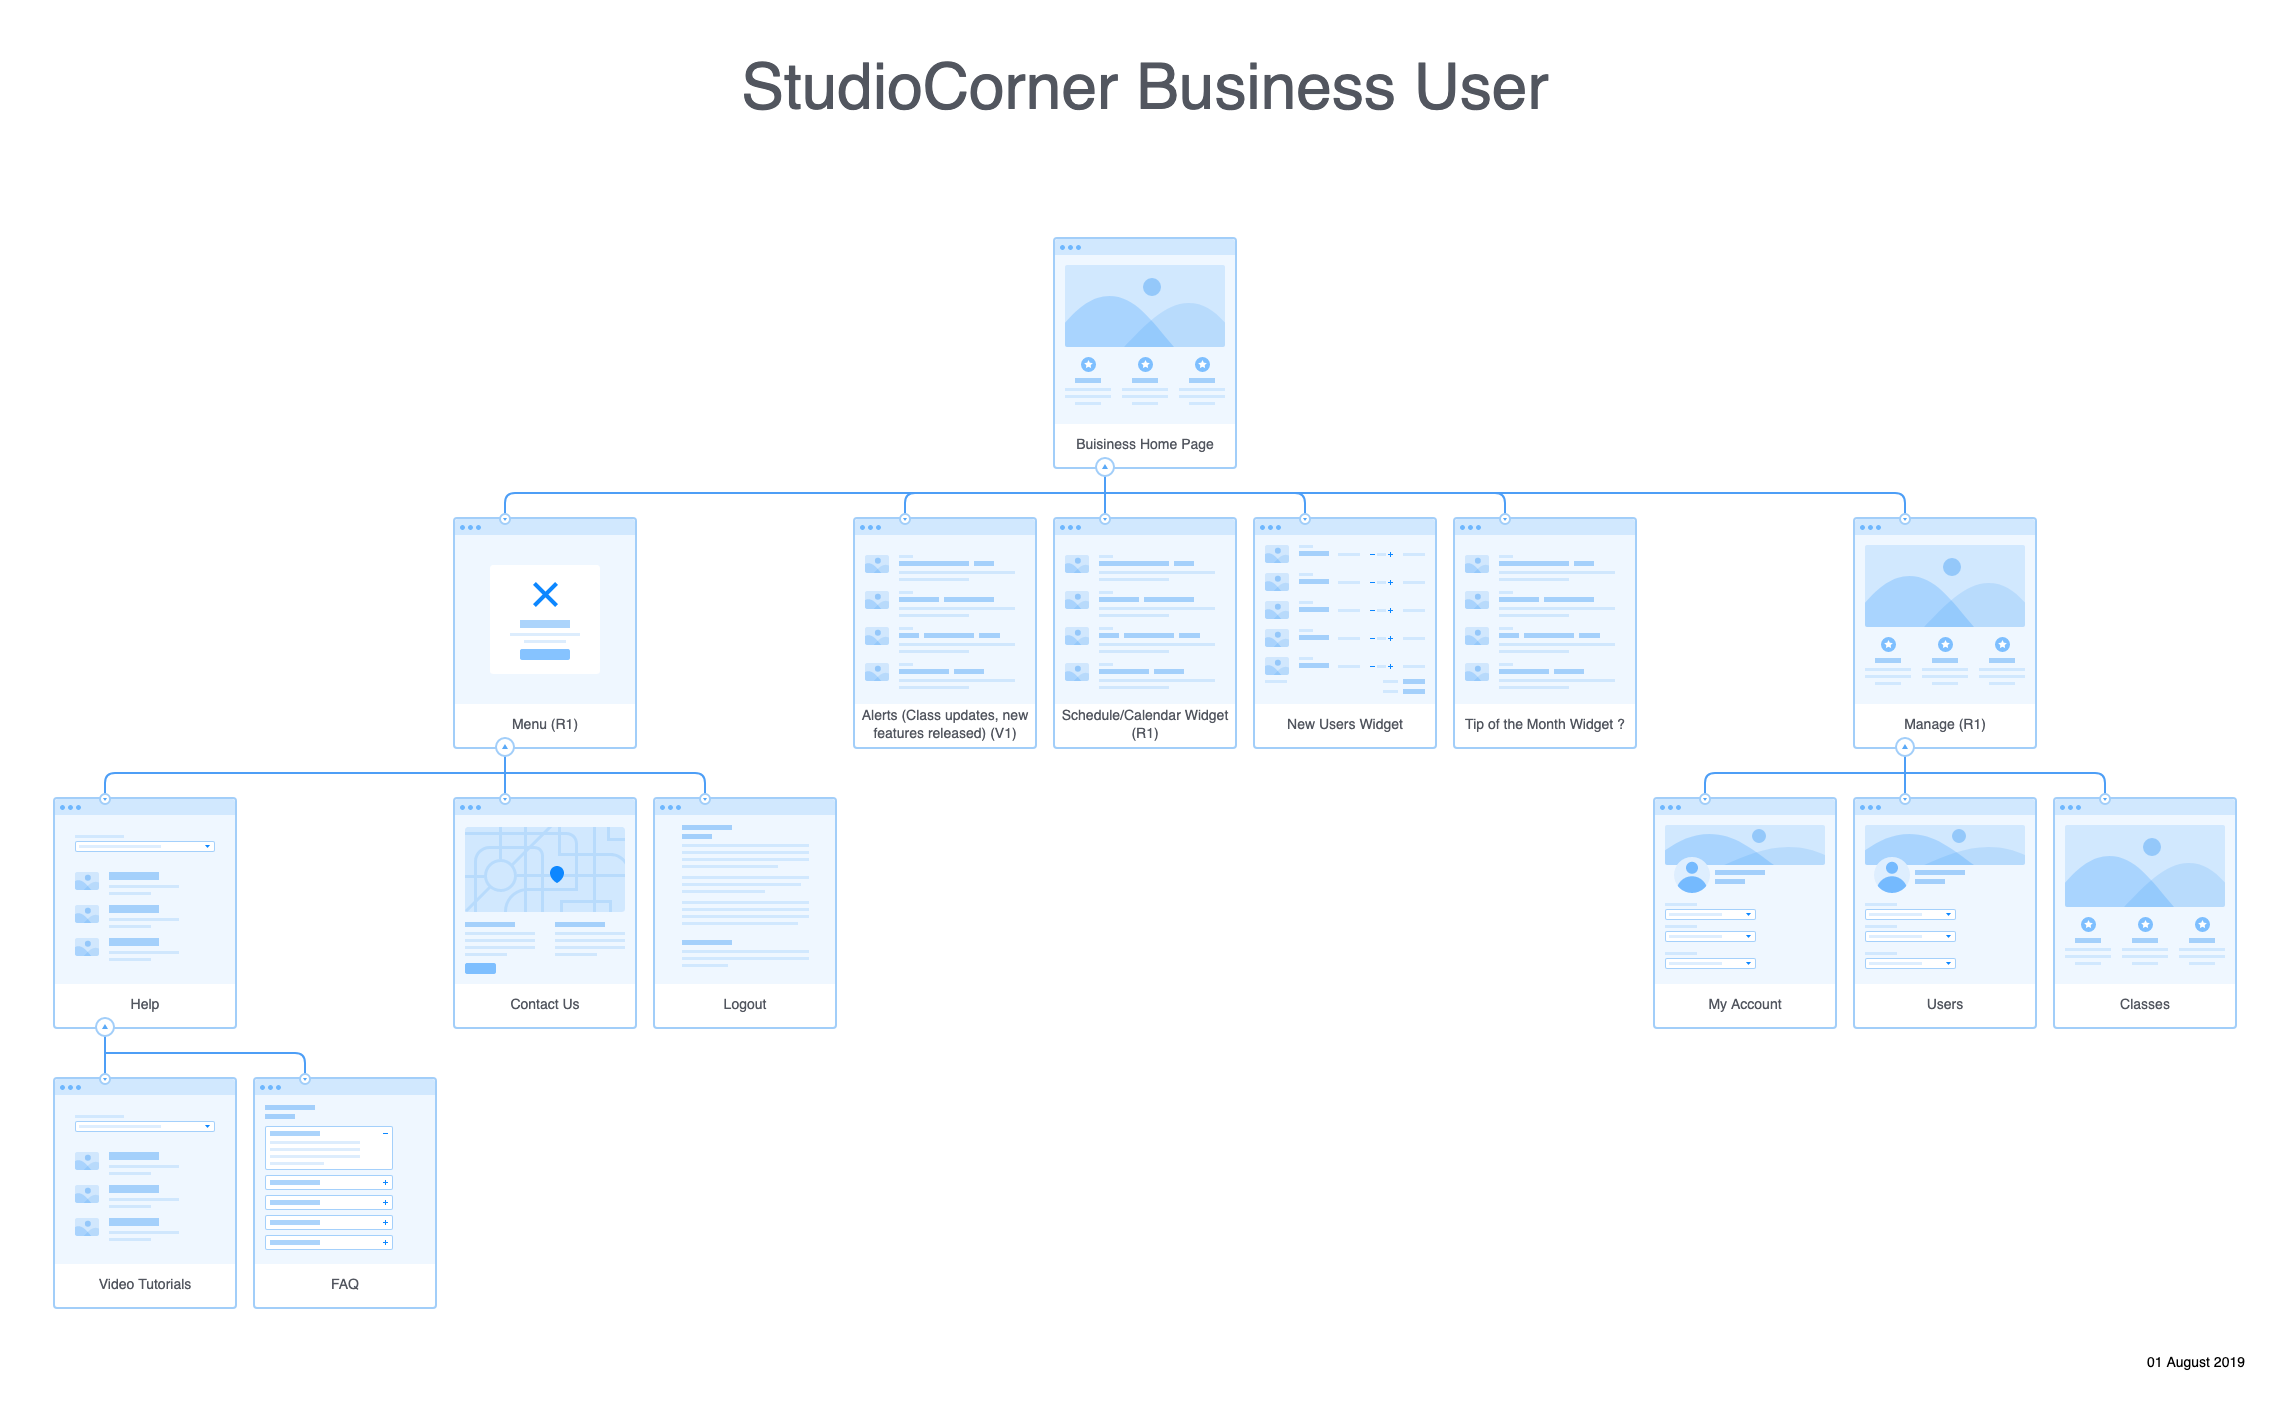 StudioCorner Business User
Buisiness Home Page
Menu (R1)
Alerts (Class updates, new
features released) (V1)
Schedule/Calendar Widget
(R1)
New Users Widget
Tip of the Month Widget ?
Manage (R1)
Help
Contact Us
Logout
My Account
Users
Classes
Video Tutorials
FAQ
01 August 2019